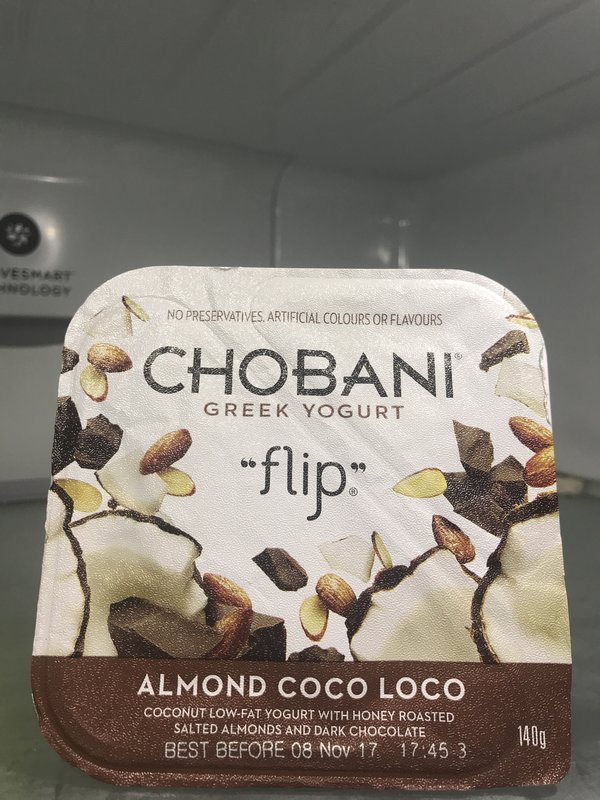 NO PRESERVATIVES, ARTIFICIAL COLOURS OR FLAVOURS
CHOBANI®
GREEK YOGURT
"flip"®
ALMOND COCO LOCO
COCONUT LOW-FAT YOGURT WITH HONEY ROASTED
SALTED ALMONDS AND DARK CHOCOLATE
BEST BEFORE 08 Nov 17 17:45 3
140g